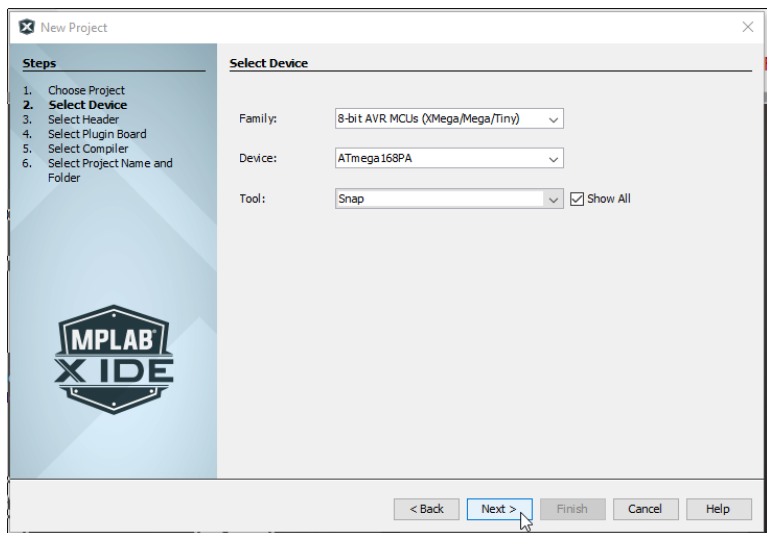 New Project
Steps
1. Choose Project
2. Select Device
3. Select Header
4. Select Plugin Board
5. Select Compiler
6. Select Project Name and
Folder
MPLAB
X IDE
Select Device
Family: 8-bit AVR MCUs (XMega/Mega/Tiny)
Device: ATmega168PA
Tool: Snap Show All
< Back Next > Finish Cancel Help